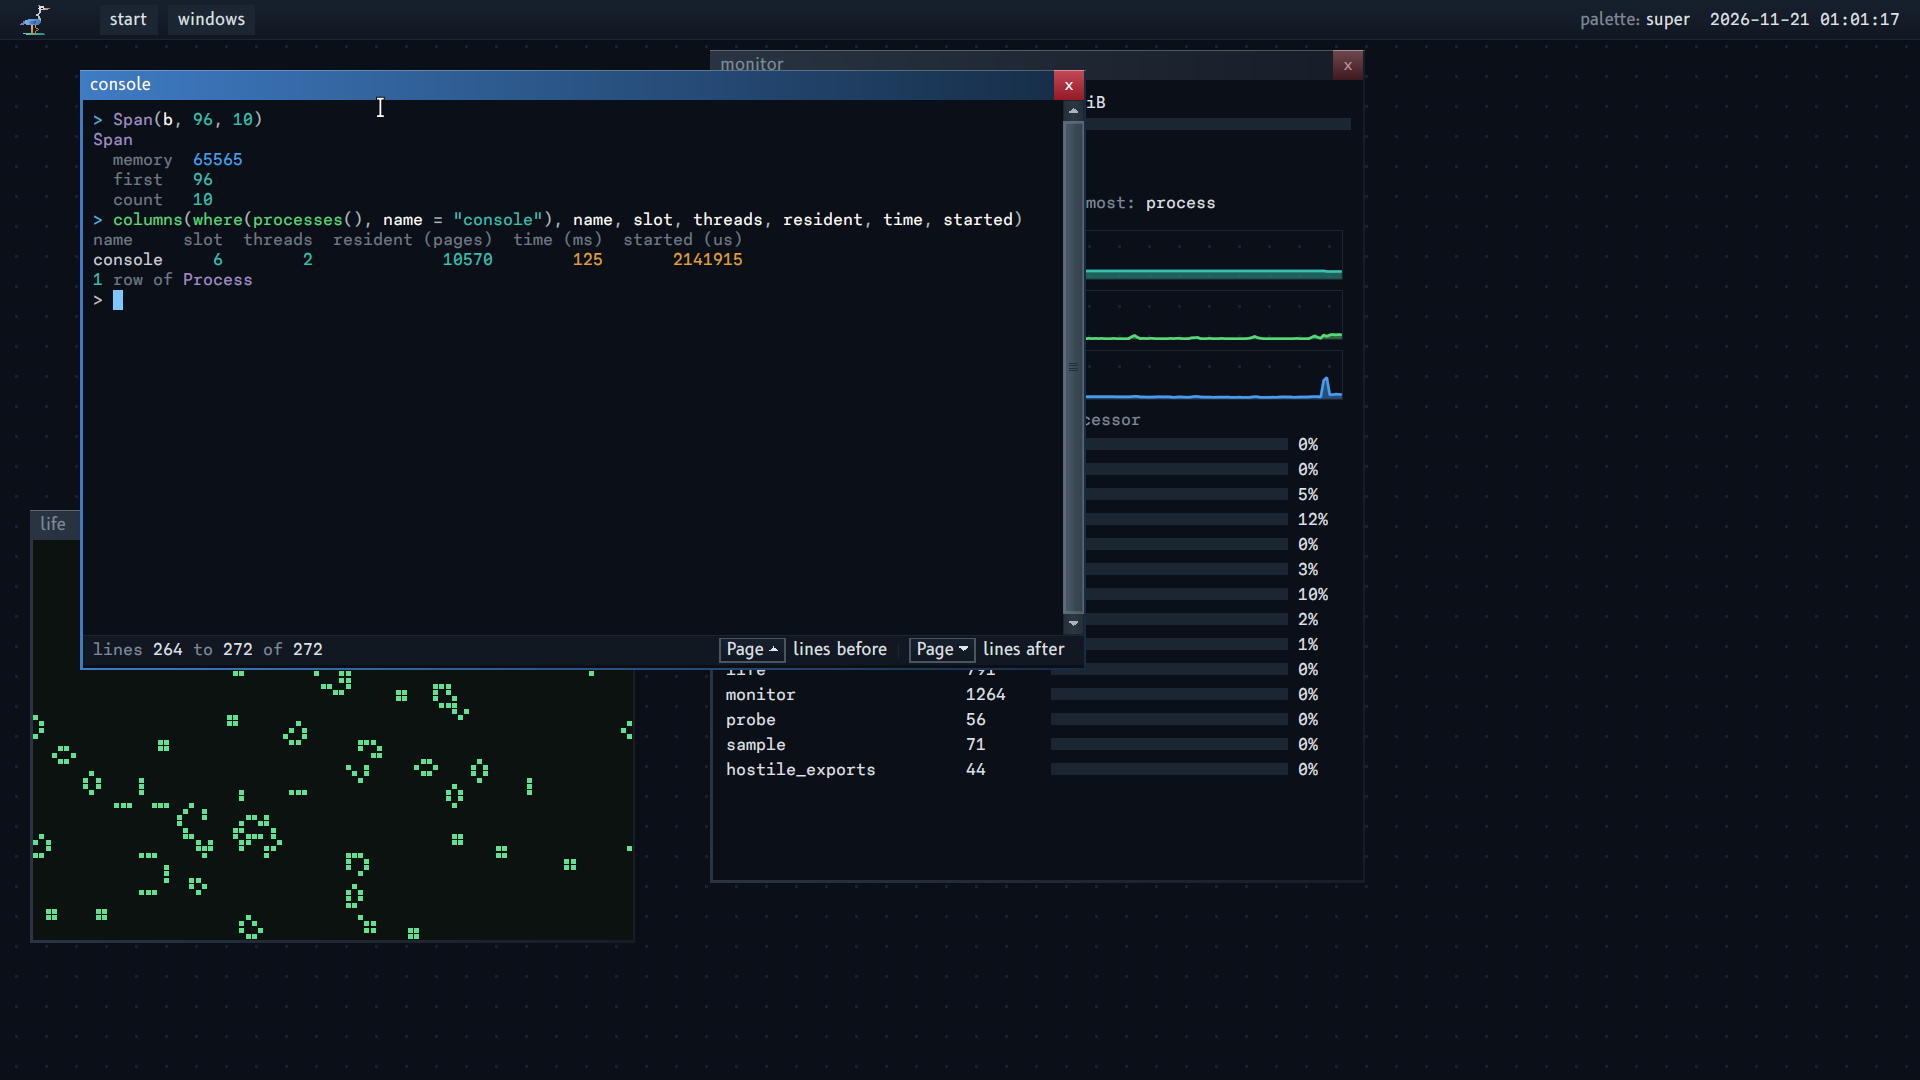 start windows palette: super 2026-11-21 01:01:17
monitor x
console x
> Span(b, 96, 10)
Span
memory 65565
first 96
count 10
> columns(where(processes(), name = "console"), name, slot, threads, resident, time, started)
name slot threads resident (pages) time (ms) started (us)
console 6 2 10570 125 2141915
1 row of Process
>
lines 264 to 272 of 272 Page lines before Page lines after
iB
most: process
cessor
0%
0%
5%
12%
0%
3%
10%
2%
1%
life 791 0%
monitor 1264 0%
probe 56 0%
sample 71 0%
hostile_exports 44 0%
life